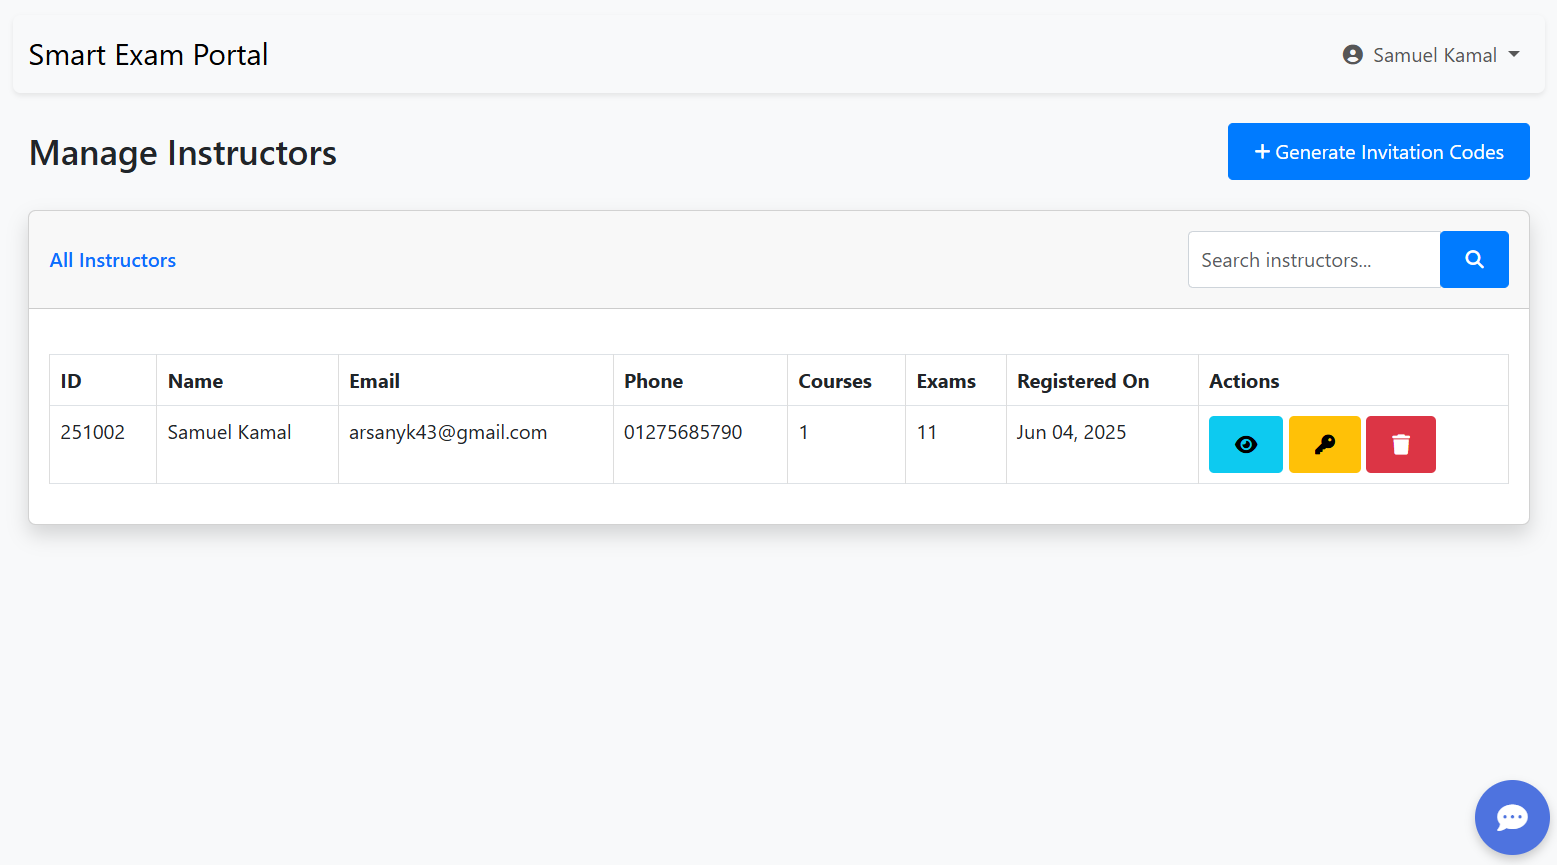 Smart Exam Portal
Samuel Kamal
Manage Instructors
Generate Invitation Codes
All Instructors
Search instructors...
ID Name Email Phone Courses Exams Registered On Actions
251002 Samuel Kamal arsanyk43@gmail.com 01275685790 1 11 Jun 04, 2025